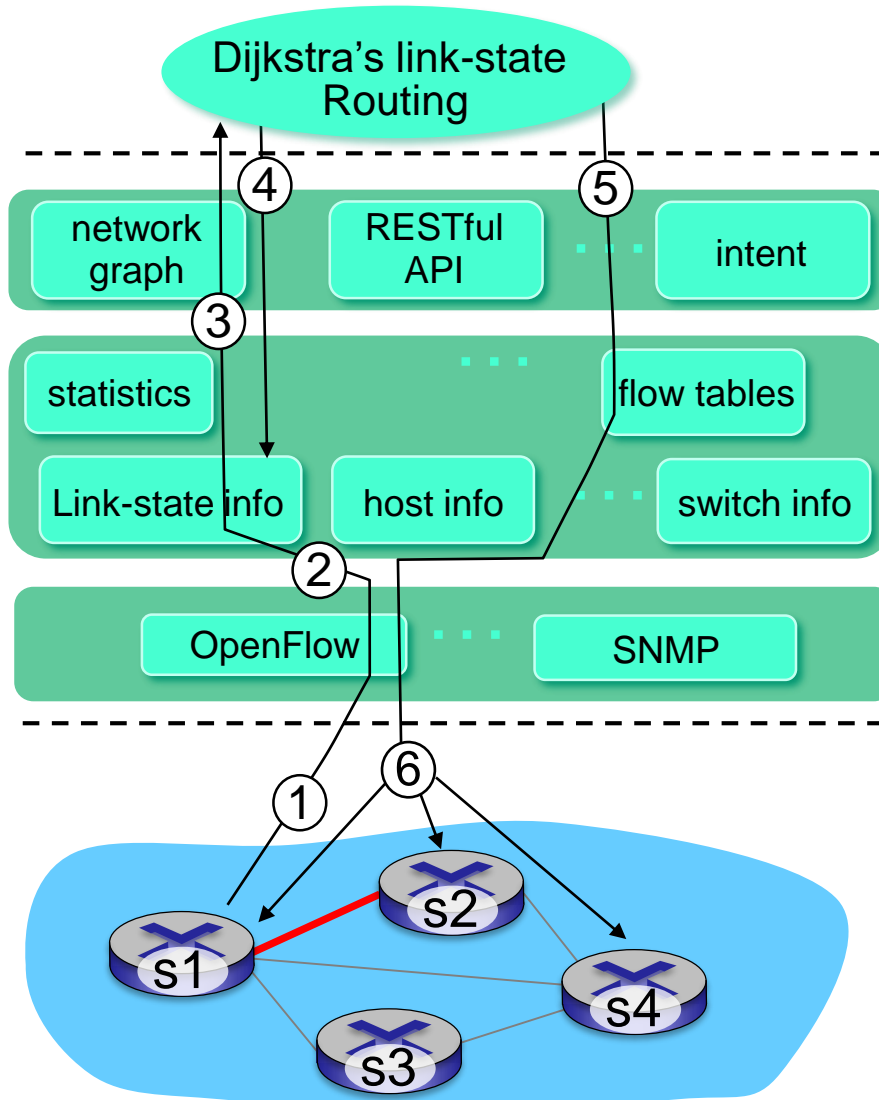 Dijkstra’s link-state
Routing
4
5
network
graph
RESTful
API
intent
3
statistics
flow tables
Link-state info
host info
switch info
2
OpenFlow
SNMP
1
6
s2
s1
s4
s3